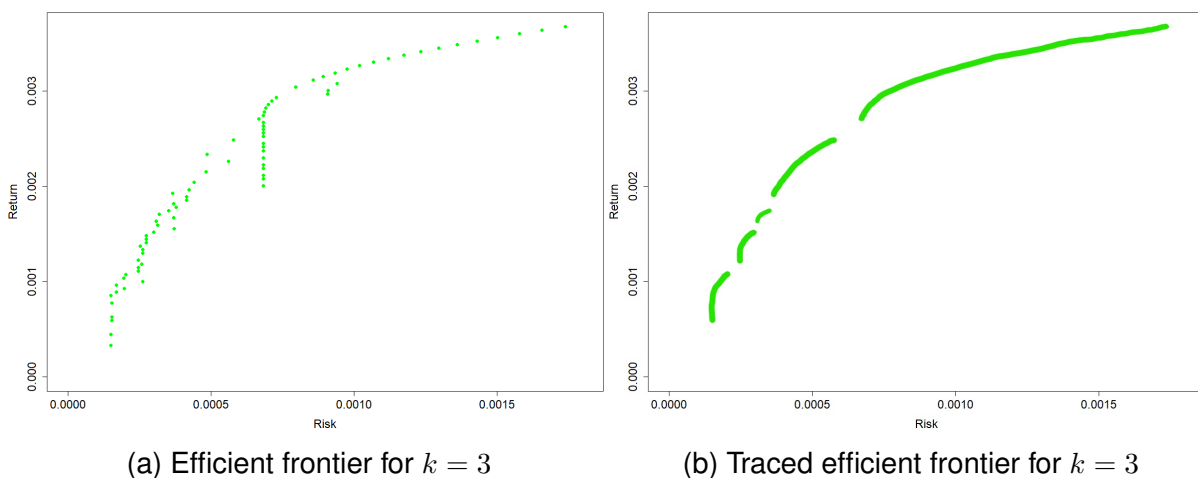 0.003
0.002
0.001
0.000
Return
0.0000 0.0005 0.0010 0.0015
Risk
(a) Efficient frontier for k = 3
0.003
0.002
0.001
0.000
Return
0.0000 0.0005 0.0010 0.0015
Risk
(b) Traced efficient frontier for k = 3